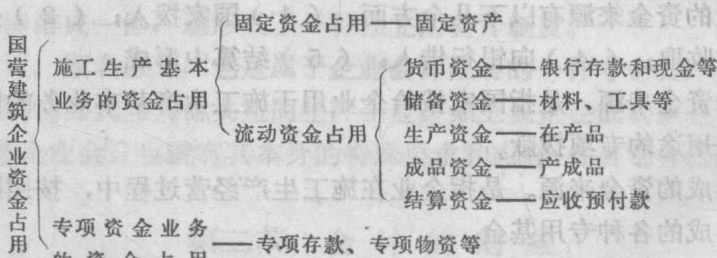 国营建筑企业资金占用
固定资金占用——固定资产
施工生产基本
业务的资金占用
流动资金占用
货币资金——银行存款和现金等
储备资金——材料、工具等
生产资金——在产品
成品资金——产成品
结算资金——应收预付款
专项资金业务
的资金占用
专项存款、专项物资等